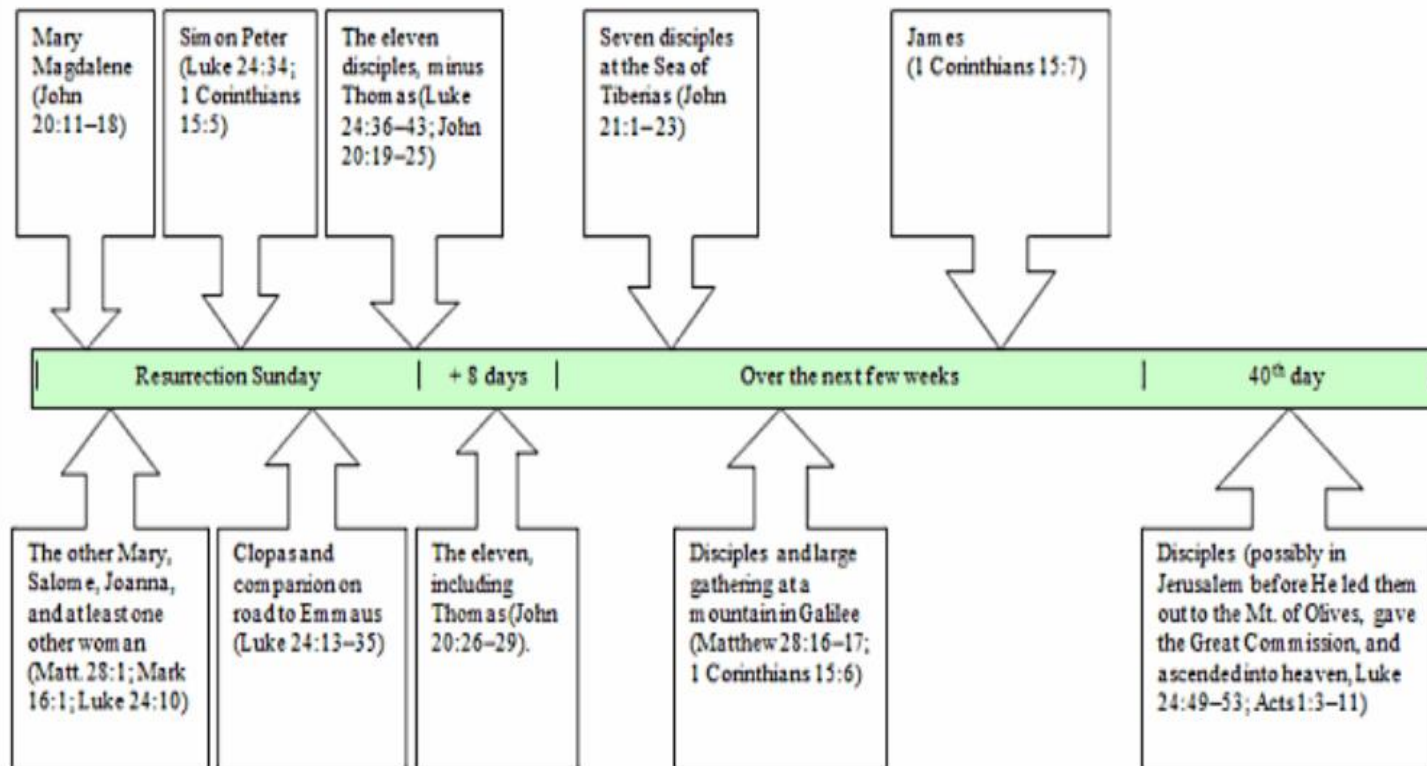 Mary
Magdalene
(John
20:11–18)
Simon Peter
(Luke 24:34;
1 Corinthians
15:5)
The eleven
disciples, minus
Thomas (Luke
24:36–43; John
20:19–25)
Seven disciples
at the Sea of
Tiberias (John
21:1–23)
James
(1 Corinthians 15:7)
Resurrection Sunday
+ 8 days
Over the next few weeks
40th day
The other Mary,
Salome, Joanna,
and at least one
other woman
(Matt. 28:1; Mark
16:1; Luke 24:10)
Clopas and
companion on
road to Emmaus
(Luke 24:13–35)
The eleven,
including
Thomas (John
20:26–29).
Disciples and large
gathering at a
mountain in Galilee
(Matthew 28:16–17;
1 Corinthians 15:6)
Disciples (possibly in
Jerusalem before He led them
out to the Mt. of Olives, gave
the Great Commission, and
ascended into heaven, Luke
24:49–53; Acts 1:3–11)